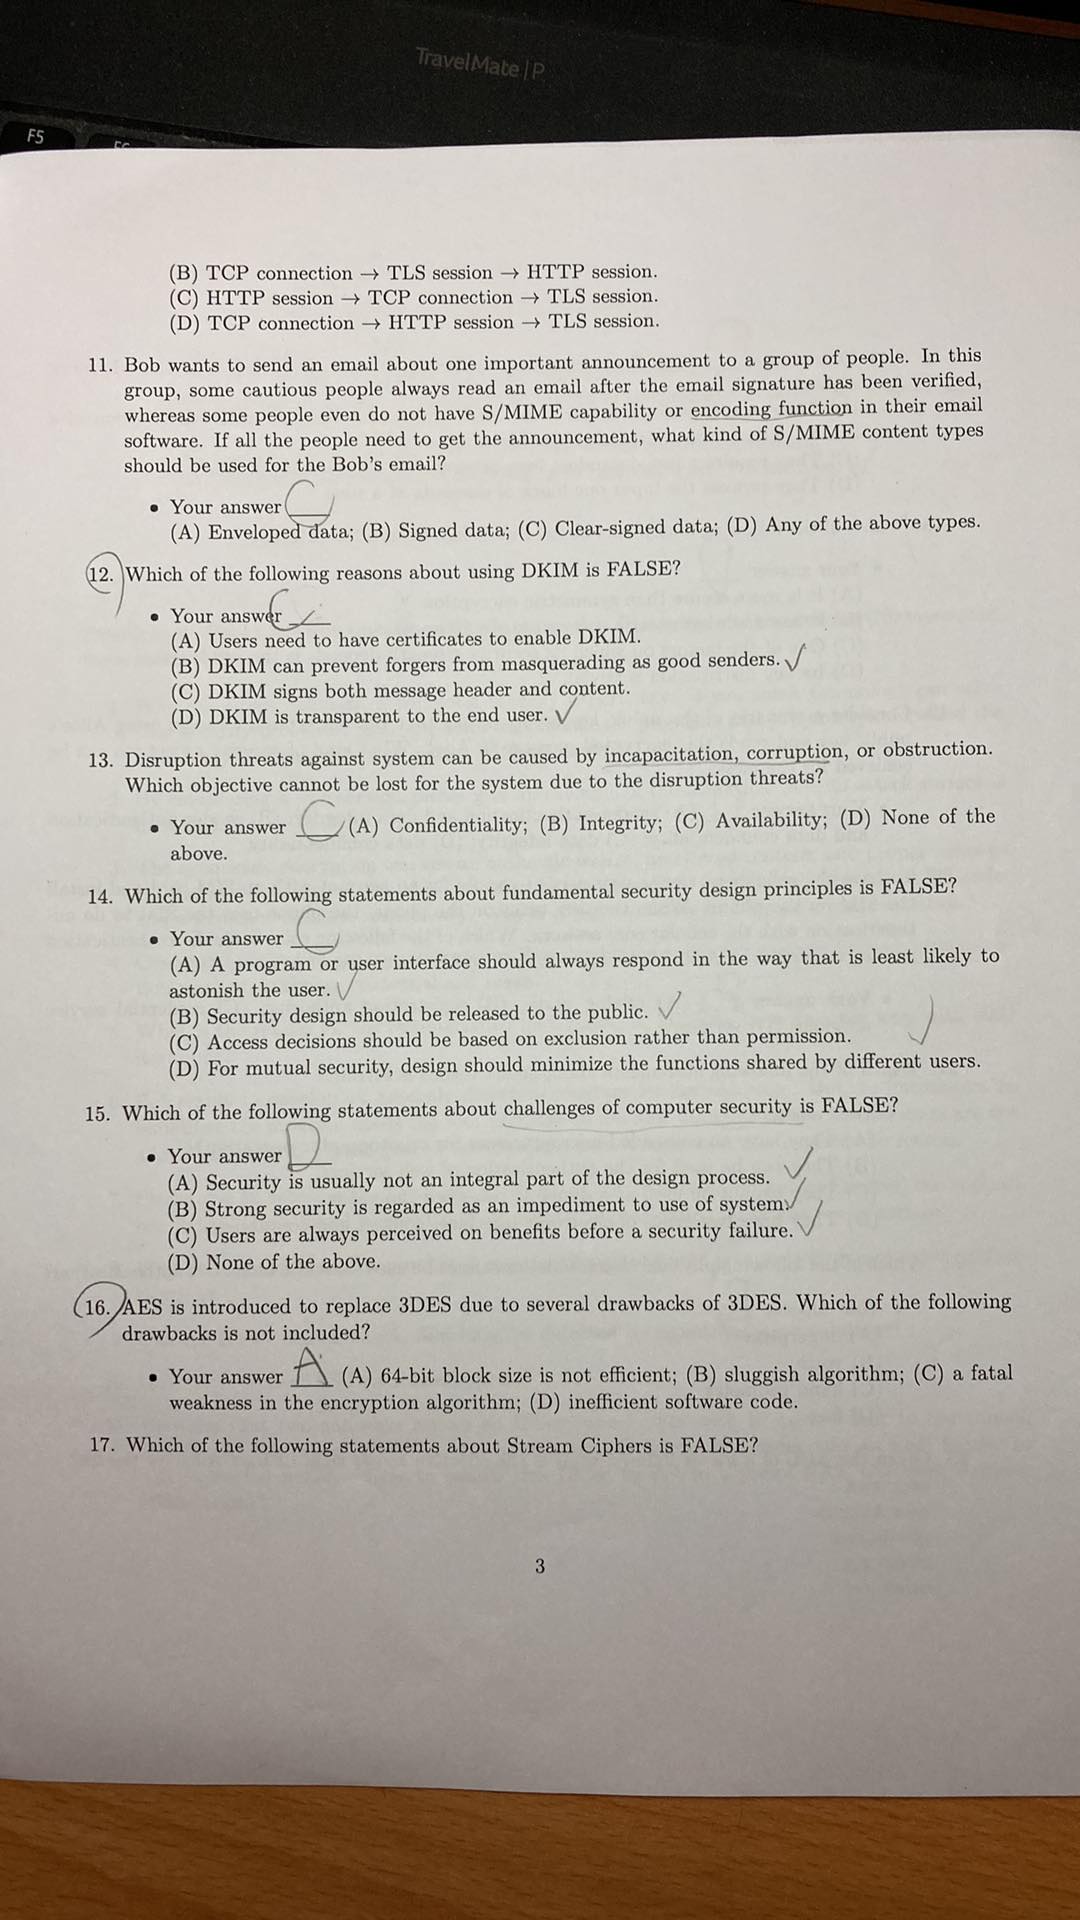 TravelMate | P
F5
(B) TCP connection → TLS session → HTTP session.
(C) HTTP session → TCP connection → TLS session.
(D) TCP connection → HTTP session → TLS session.
11. Bob wants to send an email about one important announcement to a group of people. In this
group, some cautious people always read an email after the email signature has been verified,
whereas some people even do not have S/MIME capability or encoding function in their email
software. If all the people need to get the announcement, what kind of S/MIME content types
should be used for the Bob's email?
• Your answer C
(A) Enveloped data; (B) Signed data; (C) Clear-signed data; (D) Any of the above types.
12. Which of the following reasons about using DKIM is FALSE?
• Your answer C
(A) Users need to have certificates to enable DKIM.
(B) DKIM can prevent forgers from masquerading as good senders. ✓
(C) DKIM signs both message header and content.
(D) DKIM is transparent to the end user. ✓
13. Disruption threats against system can be caused by incapacitation, corruption, or obstruction.
Which objective cannot be lost for the system due to the disruption threats?
• Your answer C (A) Confidentiality; (B) Integrity; (C) Availability; (D) None of the
above.
14. Which of the following statements about fundamental security design principles is FALSE?
• Your answer C
(A) A program or user interface should always respond in the way that is least likely to
astonish the user. ✓
(B) Security design should be released to the public. ✓
(C) Access decisions should be based on exclusion rather than permission.
(D) For mutual security, design should minimize the functions shared by different users. ✓
15. Which of the following statements about challenges of computer security is FALSE?
• Your answer D
(A) Security is usually not an integral part of the design process. ✓
(B) Strong security is regarded as an impediment to use of system. ✓
(C) Users are always perceived on benefits before a security failure. ✓
(D) None of the above.
16. AES is introduced to replace 3DES due to several drawbacks of 3DES. Which of the following
drawbacks is not included?
• Your answer A (A) 64-bit block size is not efficient; (B) sluggish algorithm; (C) a fatal
weakness in the encryption algorithm; (D) inefficient software code.
17. Which of the following statements about Stream Ciphers is FALSE?
3